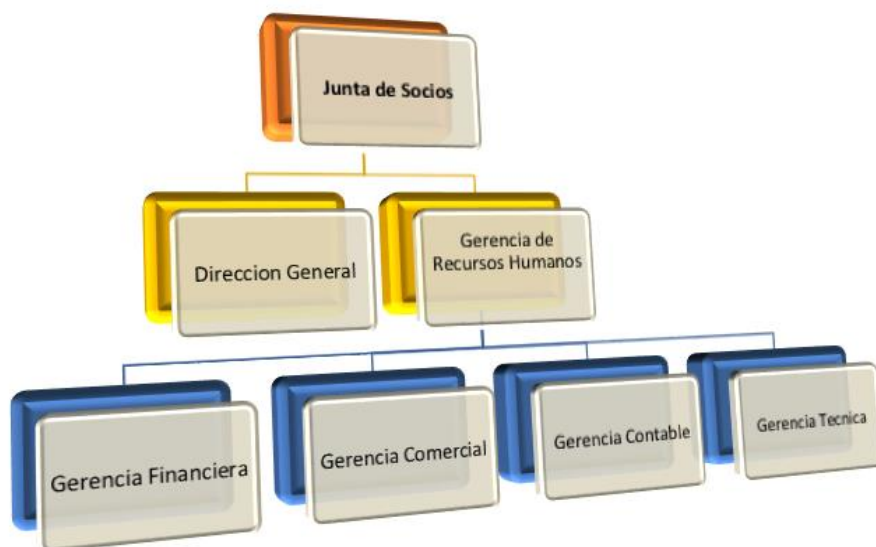 Junta de Socios
Direccion General
Gerencia de
Recursos Humanos
Gerencia Financiera
Gerencia Comercial
Gerencia Contable
Gerencia Tecnica